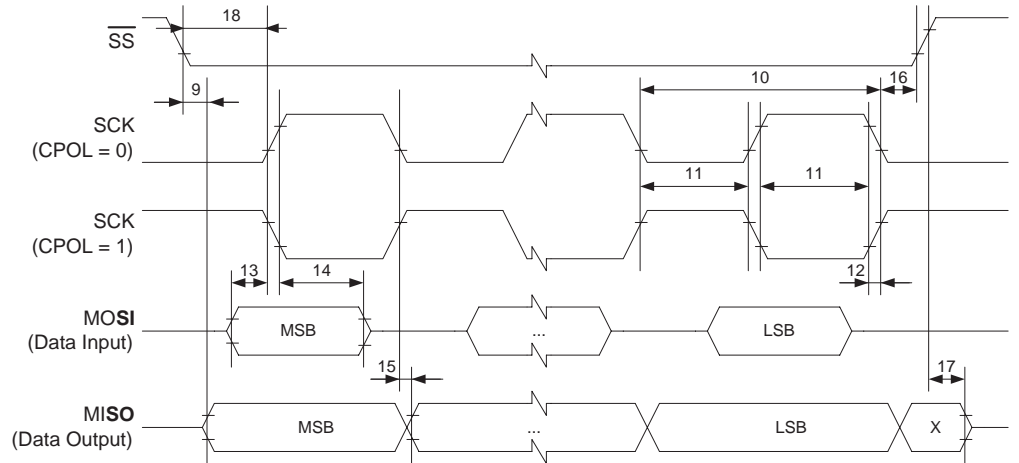 18
SS
9
10
16
SCK
(CPOL = 0)
11
11
SCK
(CPOL = 1)
13
14
12
MOSI
(Data Input)
MSB
...
LSB
15
17
MISO
(Data Output)
MSB
...
LSB
X